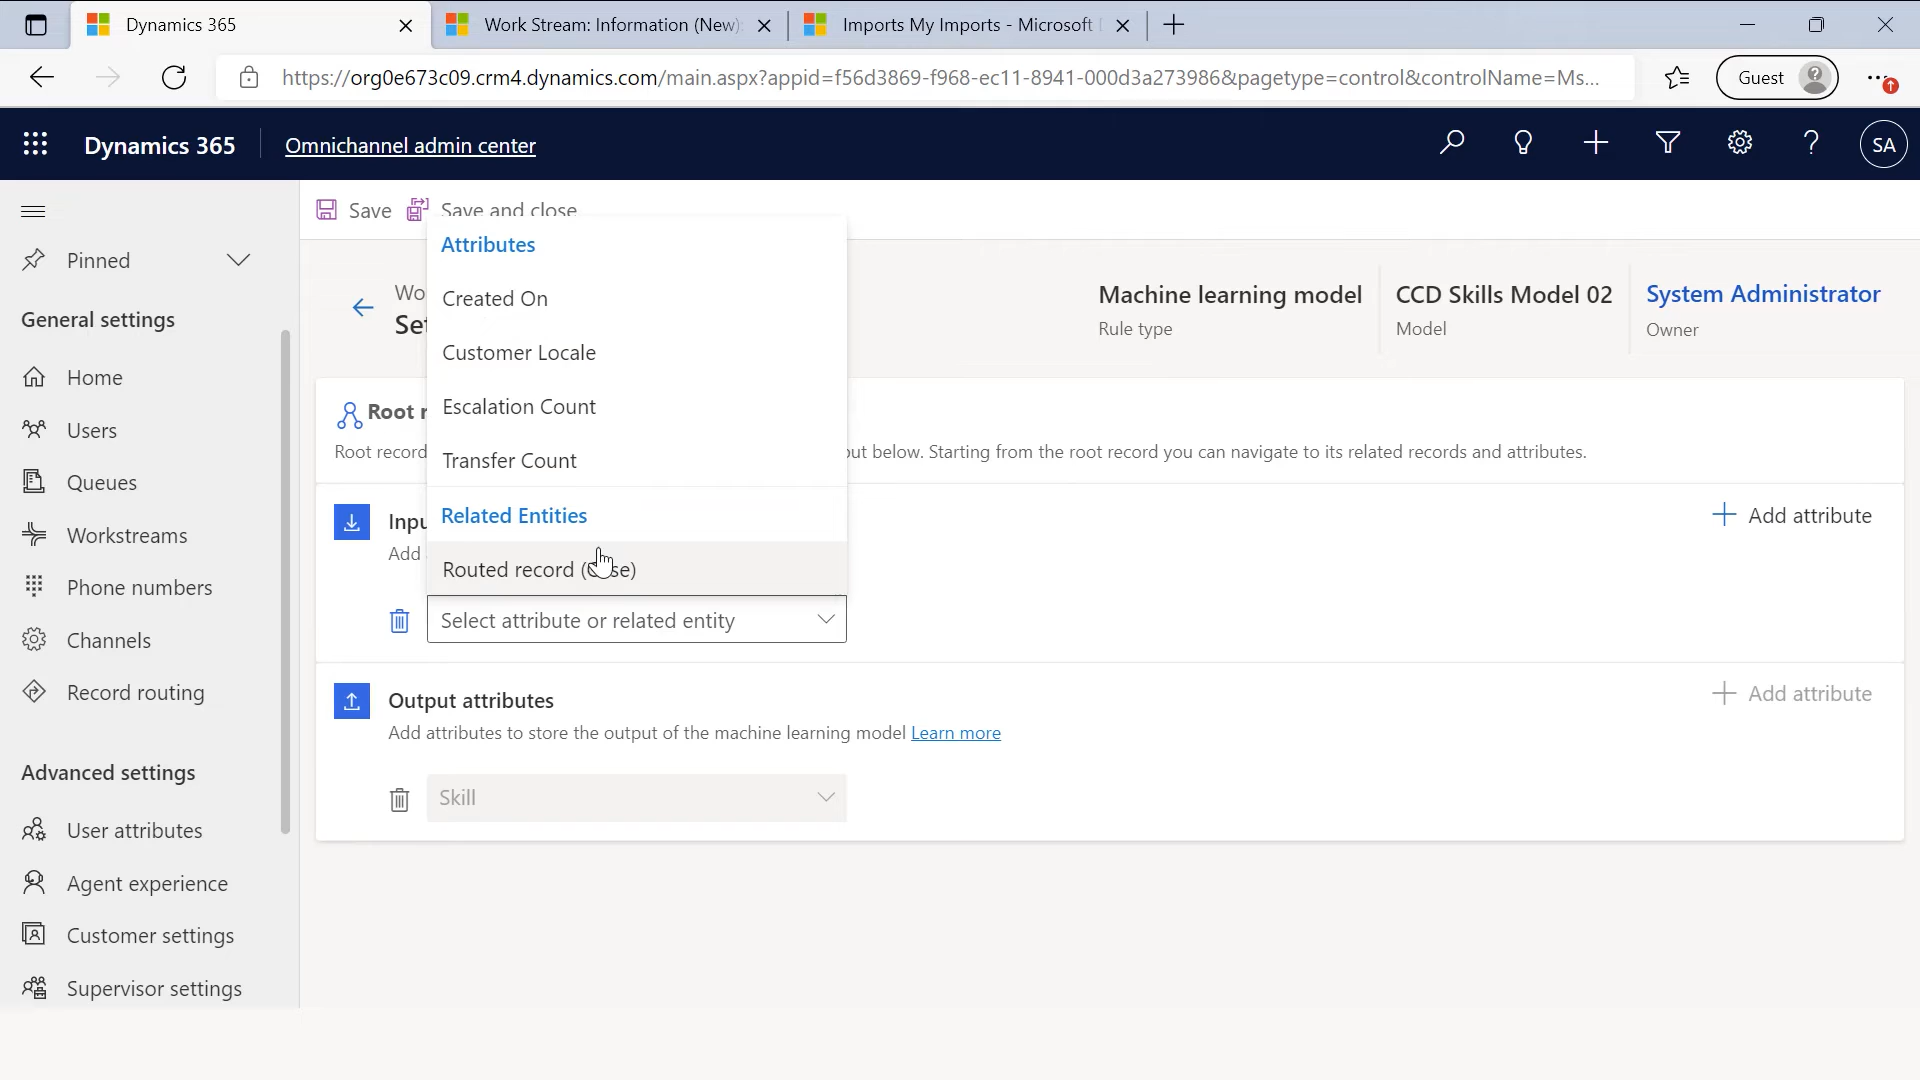 Dynamics 365
Work Stream: Information (New)
Imports My Imports - Microsoft
https://org0e673c09.crm4.dynamics.com/main.aspx?appid=f56d3869-f968-ec11-8941-000d3a273986&pagetype=control&controlName=Ms...
Guest
Dynamics 365
Omnichannel admin center
SA
Save
Save and close
Pinned
General settings
Home
Users
Queues
Workstreams
Phone numbers
Channels
Record routing
Advanced settings
User attributes
Agent experience
Customer settings
Supervisor settings
Machine learning model
Rule type
CCD Skills Model 02
Model
System Administrator
Owner
Attributes
Created On
Customer Locale
Escalation Count
Transfer Count
Related Entities
Routed record
Select attribute or related entity
Root
Root record
below. Starting from the root record you can navigate to its related records and attributes.
Add
Add attribute
Output attributes
Add attribute
Add attributes to store the output of the machine learning model Learn more
Skill